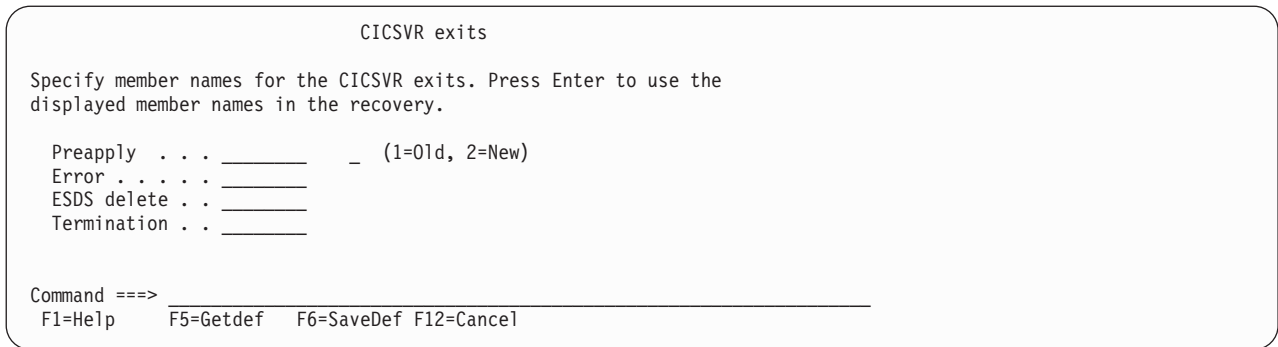 CICSVR exits
Specify member names for the CICSVR exits. Press Enter to use the
displayed member names in the recovery.
Preapply . . . ________ _ (1=Old, 2=New)
Error . . . . . ________
ESDS delete . . ________
Termination . . ________
Command ===> __________________________________________________________________
F1=Help F5=Getdef F6=SaveDef F12=Cancel